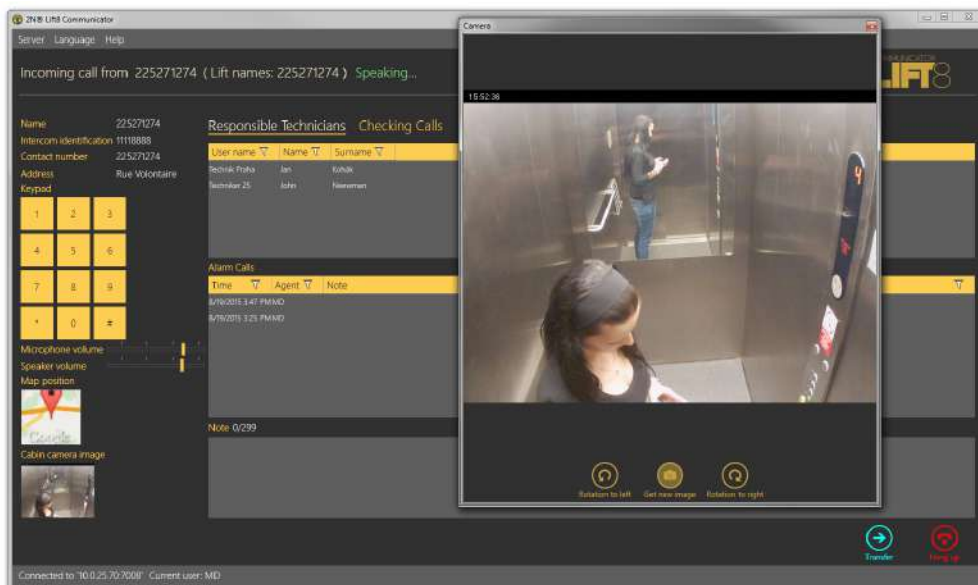 2N® Lift8 Communicator
Server Language Help
Incoming call from 225271274 ( Lift names: 225271274 ) Speaking...
LIFT8
Name 225271274
Intercom identification 11118888
Contact number 225271274
Address Rue Volontaire
Keypad
1 2 3
4 5 6
7 8 9
* 0 #
Microphone volume
Speaker volume
Map position
Google
Cabin camera image
Responsible Technicians Checking Calls
User name Name Surname
Technik Praha Jan Kohák
Techniker 25 John
Alarm Calls
Time Agent Note
8/19/2015 3:47 PM MD
8/19/2015 3:25 PM MD
Note 0/299
Camera
15:52:36
4
Rotation to left Get new image Rotation to right
Transfer Hang up
Connected to '10.0.25.70:7008' Current user: MD